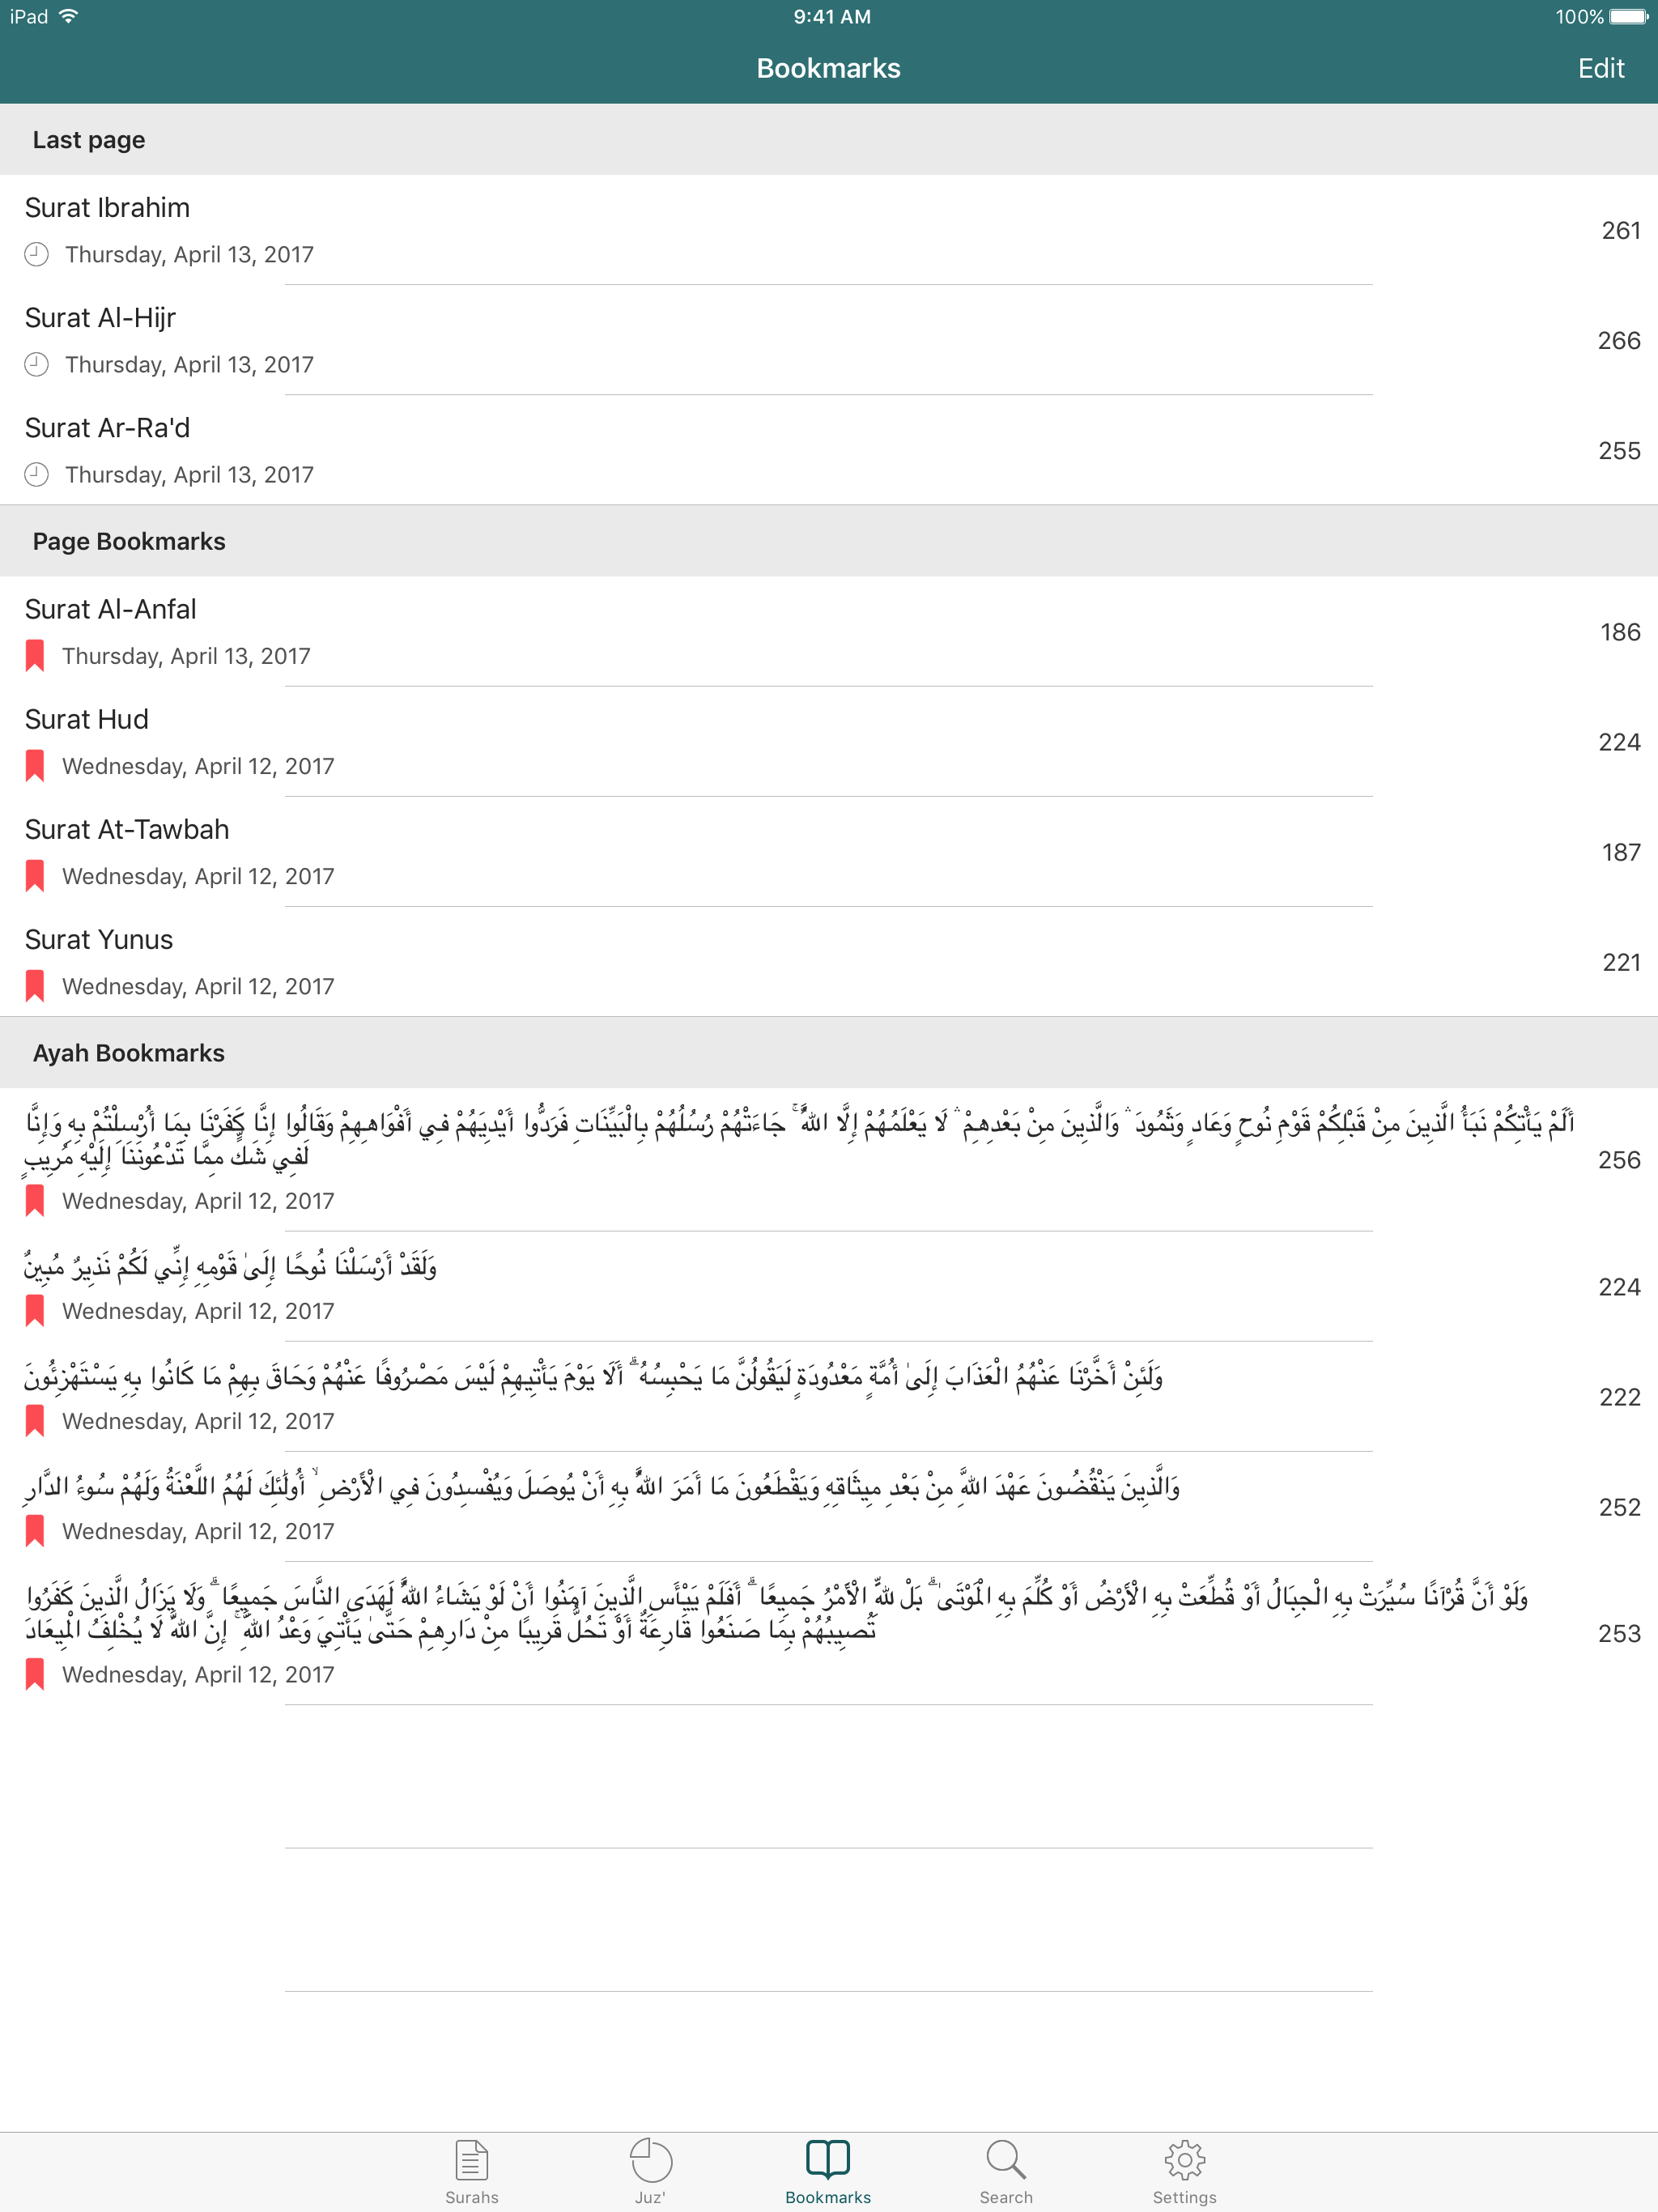 iPad 9:41 AM 100%
Bookmarks Edit
Last page
Surat Ibrahim
261
Thursday, April 13, 2017
Surat Al-Hijr
266
Thursday, April 13, 2017
Surat Ar-Ra'd
255
Thursday, April 13, 2017
Page Bookmarks
Surat Al-Anfal
186
Thursday, April 13, 2017
Surat Hud
224
Wednesday, April 12, 2017
Surat At-Tawbah
187
Wednesday, April 12, 2017
Surat Yunus
221
Wednesday, April 12, 2017
Ayah Bookmarks
أَلَمْ يَأْتِكُمْ نَبَأُ الَّذِينَ مِنْ قَبْلِكُمْ قَوْمِ نُوحٍ وَعَادٍ وَثَمُودَ ۛ وَالَّذِينَ مِنْ بَعْدِهِمْ ۛ لَا يَعْلَمُهُمْ إِلَّا اللَّهُ ۚ جَاءَتْهُمْ رُسُلُهُمْ بِالْبَيِّنَاتِ فَرَدُّوا أَيْدِيَهُمْ فِي أَفْوَاهِهِمْ وَقَالُوا إِنَّا كَفَرْنَا بِمَا أُرْسِلْتُمْ بِهِ وَإِنَّا
لَفِي شَكٍّ مِمَّا تَدْعُونَنَا إِلَيْهِ مُرِيبٍ
256
Wednesday, April 12, 2017
وَلَقَدْ أَرْسَلْنَا نُوحًا إِلَىٰ قَوْمِهِ إِنِّي لَكُمْ نَذِيرٌ مُبِينٌ
224
Wednesday, April 12, 2017
وَلَئِنْ أَخَّرْنَا عَنْهُمُ الْعَذَابَ إِلَىٰ أُمَّةٍ مَعْدُودَةٍ لَيَقُولُنَّ مَا يَحْبِسُهُ ۗ أَلَا يَوْمَ يَأْتِيهِمْ لَيْسَ مَصْرُوفًا عَنْهُمْ وَحَاقَ بِهِمْ مَا كَانُوا بِهِ يَسْتَهْزِئُونَ
222
Wednesday, April 12, 2017
وَالَّذِينَ يَنْقُضُونَ عَهْدَ اللَّهِ مِنْ بَعْدِ مِيثَاقِهِ وَيَقْطَعُونَ مَا أَمَرَ اللَّهُ بِهِ أَنْ يُوصَلَ وَيُفْسِدُونَ فِي الْأَرْضِ ۙ أُولَٰئِكَ لَهُمُ اللَّعْنَةُ وَلَهُمْ سُوءُ الدَّارِ
252
Wednesday, April 12, 2017
وَلَوْ أَنَّ قُرْآنًا سُيِّرَتْ بِهِ الْجِبَالُ أَوْ قُطِّعَتْ بِهِ الْأَرْضُ أَوْ كُلِّمَ بِهِ الْمَوْتَىٰ ۗ بَلْ لِلَّهِ الْأَمْرُ جَمِيعًا ۗ أَفَلَمْ يَيْأَسِ الَّذِينَ آمَنُوا أَنْ لَوْ يَشَاءُ اللَّهُ لَهَدَى النَّاسَ جَمِيعًا ۗ وَلَا يَزَالُ الَّذِينَ كَفَرُوا
تُصِيبُهُمْ بِمَا صَنَعُوا قَارِعَةٌ أَوْ تَحُلُّ قَرِيبًا مِنْ دَارِهِمْ حَتَّىٰ يَأْتِيَ وَعْدُ اللَّهِ ۚ إِنَّ اللَّهَ لَا يُخْلِفُ الْمِيعَادَ
253
Wednesday, April 12, 2017
Surahs Juz' Bookmarks Search Settings